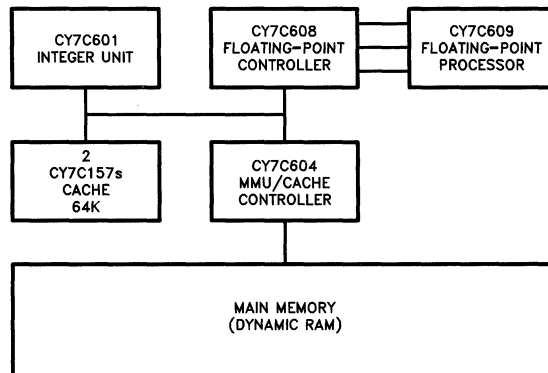 CY7C601
INTEGER UNIT
CY7C608
FLOATING-POINT
CONTROLLER
CY7C609
FLOATING-POINT
PROCESSOR
2
CY7C157s
CACHE
64K
CY7C604
MMU/CACHE
CONTROLLER
MAIN MEMORY
(DYNAMIC RAM)